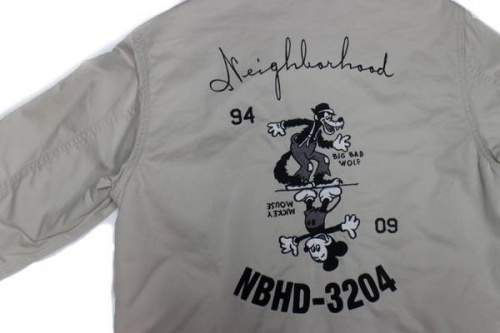 Neighborhood
94
BIG BAD
WOLF
MICKEY
MOUSE
09
NBHD-3204